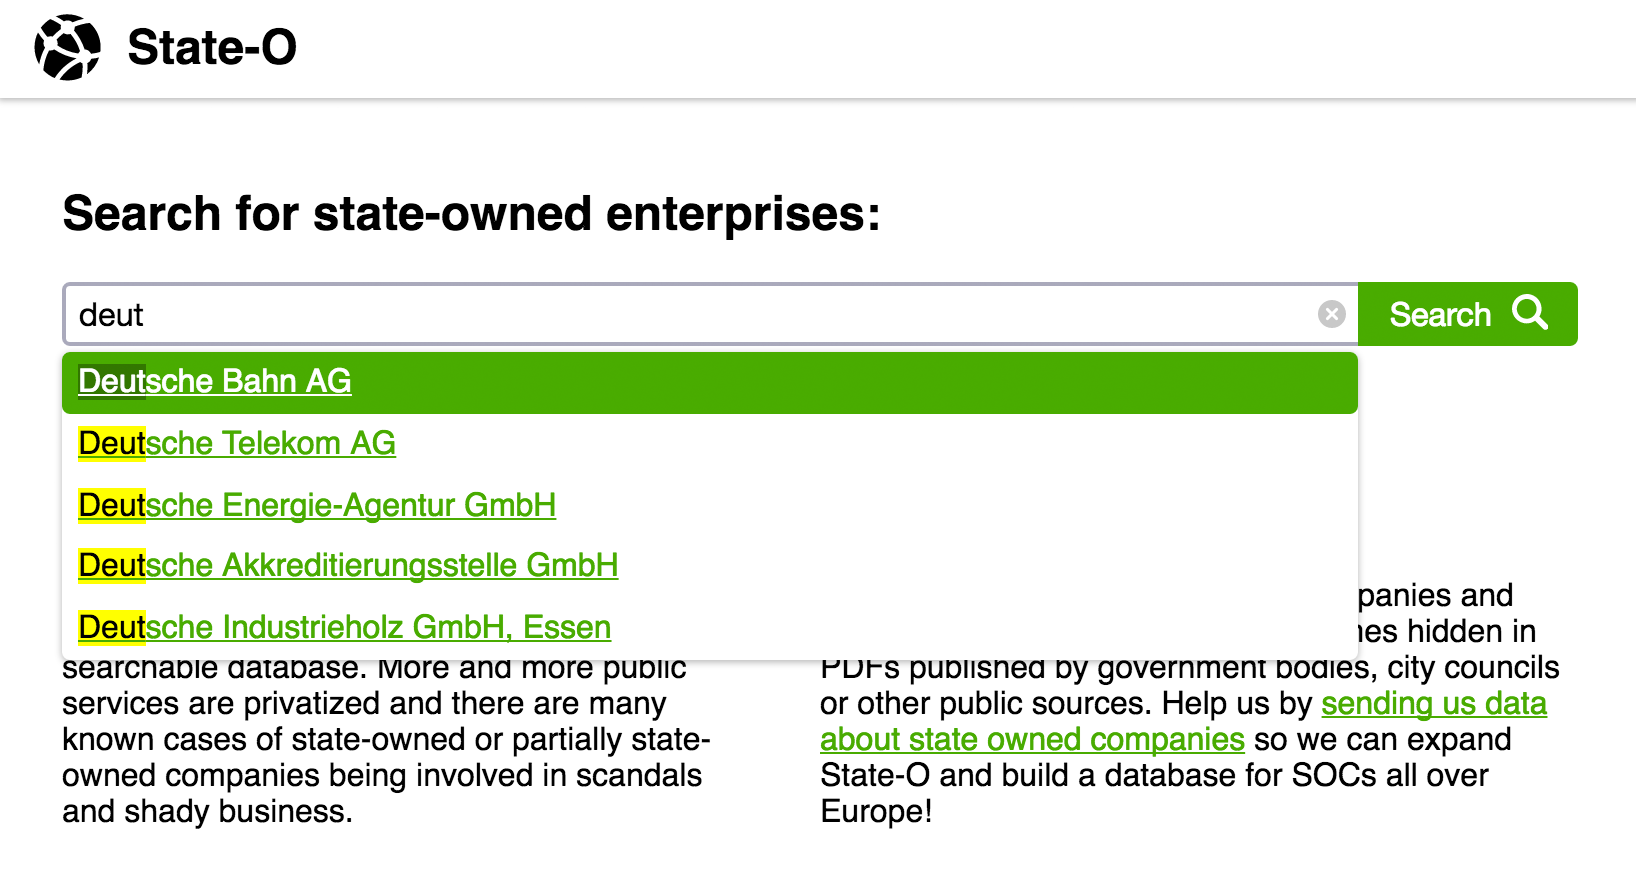 State-O
Search for state-owned enterprises:
deut
Search
Deutsche Bahn AG
Deutsche Telekom AG
Deutsche Energie-Agentur GmbH
Deutsche Akkreditierungsstelle GmbH
Deutsche Industrieholz GmbH, Essen
searchable database. More and more public
services are privatized and there are many
known cases of state-owned or partially state-
owned companies being involved in scandals
and shady business.
panies and
hes hidden in
PDFs published by government bodies, city councils
or other public sources. Help us by sending us data
about state owned companies so we can expand
State-O and build a database for SOCs all over
Europe!